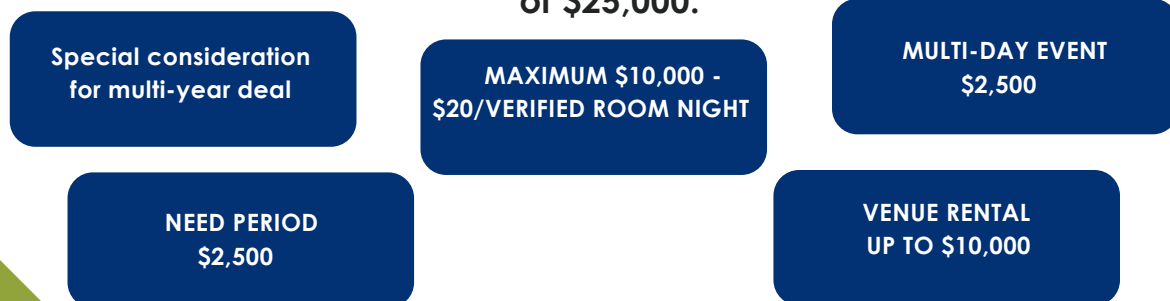 of $25,000.
Special consideration
for multi-year deal
MAXIMUM $10,000 -
$20/VERIFIED ROOM NIGHT
MULTI-DAY EVENT
$2,500
NEED PERIOD
$2,500
VENUE RENTAL
UP TO $10,000